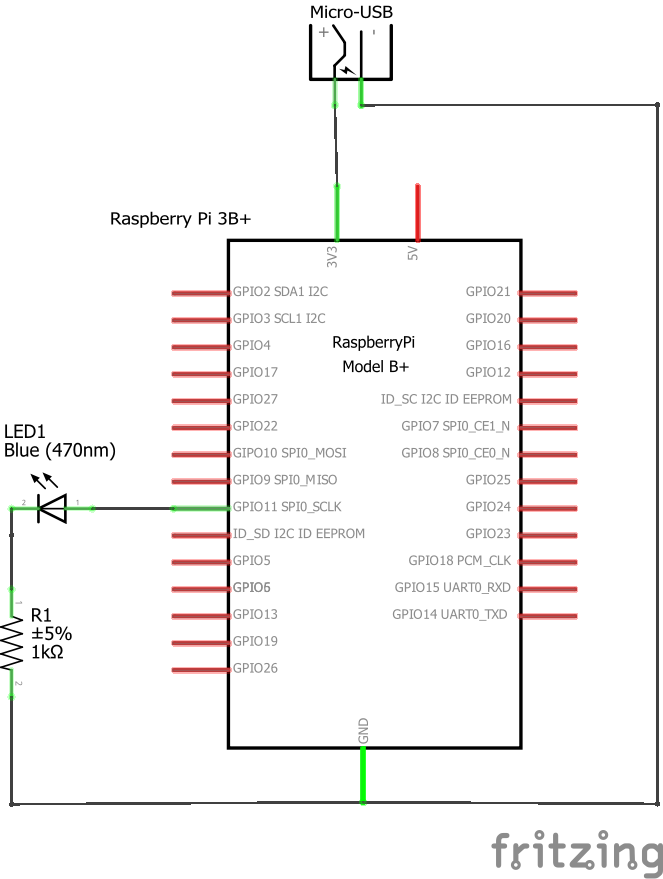 Micro-USB
+ -
Raspberry Pi 3B+
3V3
5V
GPIO2 SDA1 I2C
GPIO21
GPIO3 SCL1 I2C
GPIO20
GPIO4
GPIO16
RaspberryPi
Model B+
GPIO17
GPIO12
GPIO27
ID_SC I2C ID EEPROM
GPIO22
GPIO7 SPI0_CE1_N
GIPO10 SPI0_MOSI
GPIO8 SPI0_CE0_N
GPIO9 SPI0_MISO
GPIO25
GPIO11 SPI0_SCLK
GPIO24
ID_SD I2C ID EEPROM
GPIO23
GPIO5
GPIO18 PCM_CLK
GPIO6
GPIO15 UART0_RXD
GPIO13
GPIO14 UART0_TXD
GPIO19
GPIO26
GND
LED1
Blue (470nm)
2
1
1
R1
±5%
1kΩ
2
fritzing